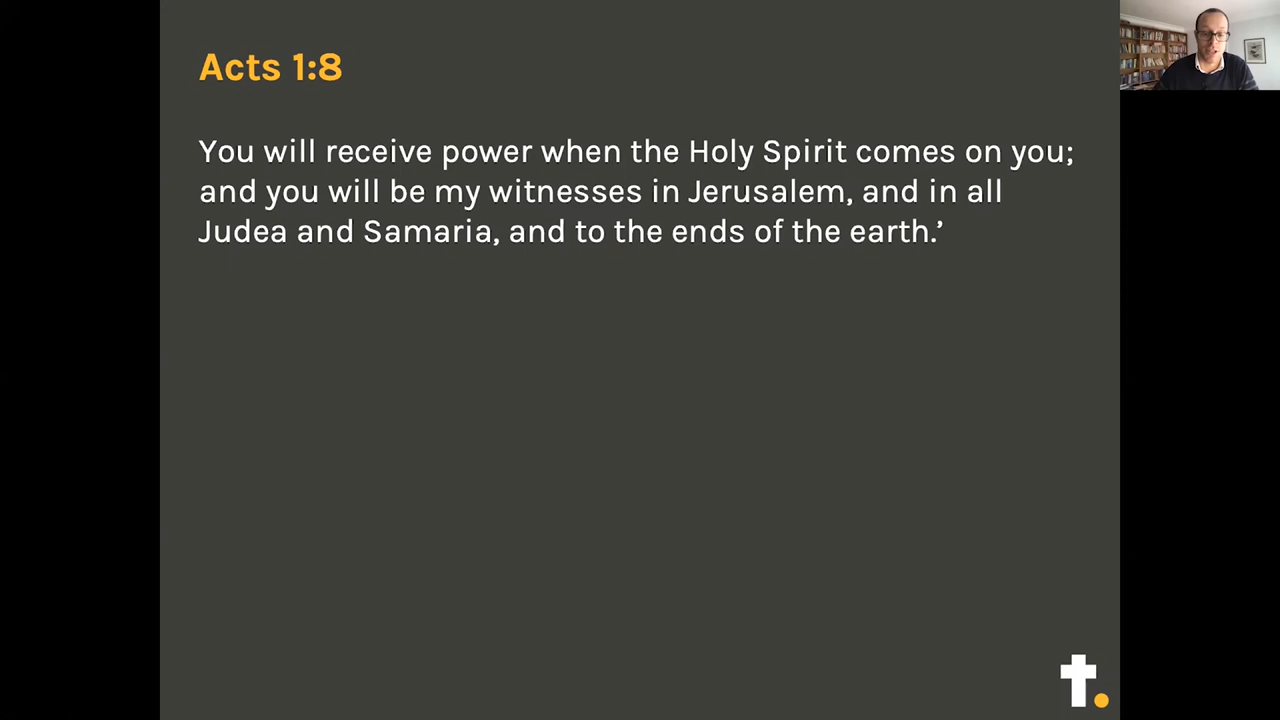 Acts 1:8
You will receive power when the Holy Spirit comes on you;
and you will be my witnesses in Jerusalem, and in all
Judea and Samaria, and to the ends of the earth.’
t.